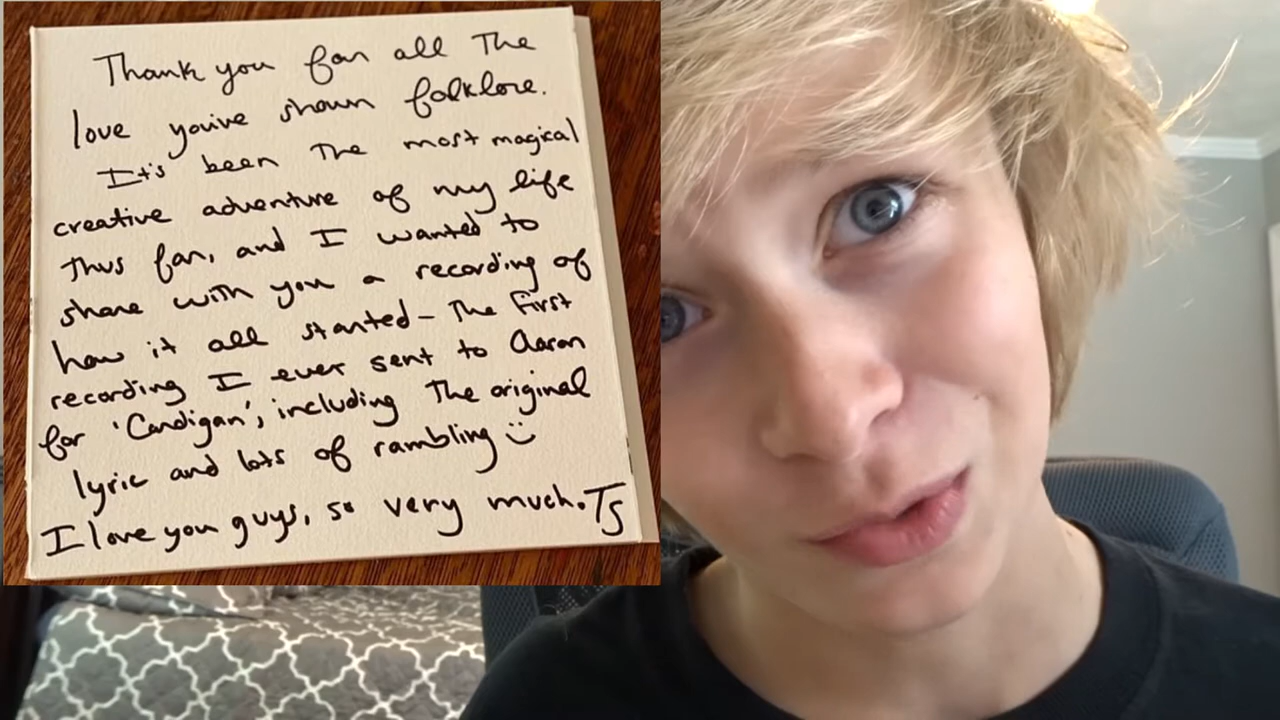 Thank you for all The
love you've shown folklore.
It's been The most magical
creative adventure of my life
Thus far, and I wanted to
share with you a recording of
how it all started - The First
recording I ever sent to Aaron
for 'Cardigan', including The original
lyric and lots of rambling :)
I love you guys, so very much. TS